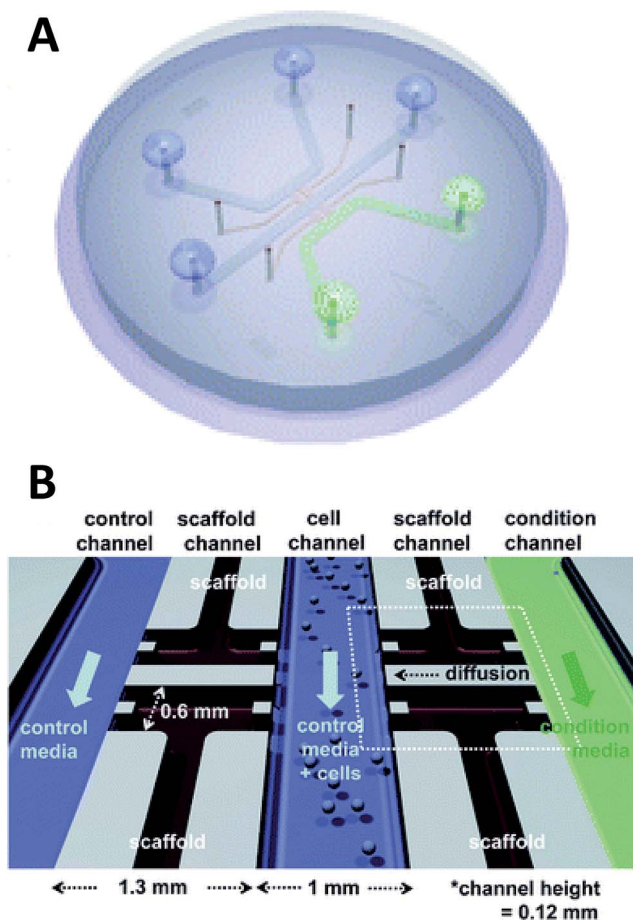 A
B
control scaffold cell scaffold condition
channel channel channel channel channel
scaffold scaffold
diffusion
0.6 mm
control control condition
media media media
+ cells
scaffold scaffold
1.3 mm 1 mm *channel height
= 0.12 mm